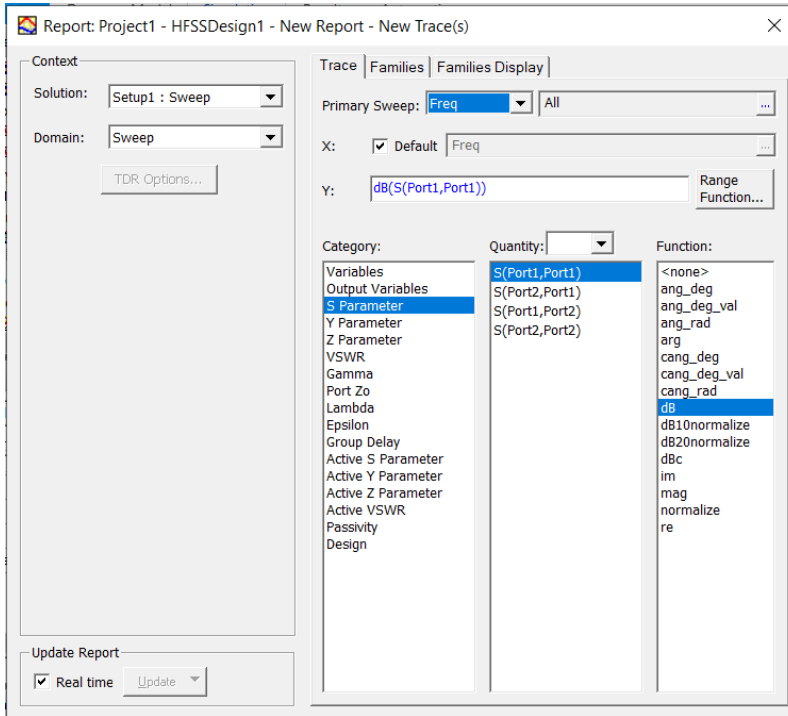 Report: Project1 - HFSSDesign1 - New Report - New Trace(s)
Context
Solution:
Setup1 : Sweep
Domain:
Sweep
TDR Options...
Update Report
Real time
Update
Trace
Families
Families Display
Primary Sweep:
Freq
All
...
X:
Default
Freq
...
Y:
dB(S(Port1,Port1))
Range
Function...
Category:
Variables
Output Variables
S Parameter
Y Parameter
Z Parameter
VSWR
Gamma
Port Zo
Lambda
Epsilon
Group Delay
Active S Parameter
Active Y Parameter
Active Z Parameter
Active VSWR
Passivity
Design
Quantity:
S(Port1,Port1)
S(Port2,Port1)
S(Port1,Port2)
S(Port2,Port2)
Function:
<none>
ang_deg
ang_deg_val
ang_rad
arg
cang_deg
cang_deg_val
cang_rad
dB
dB10normalize
dB20normalize
dBc
im
mag
normalize
re